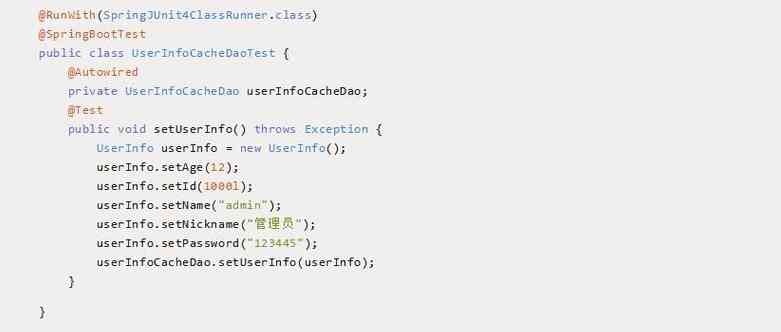 @RunWith(SpringJUnit4ClassRunner.class)
@SpringBootTest
public class UserInfoCacheDaoTest {
@Autowired
private UserInfoCacheDao userInfoCacheDao;
@Test
public void setUserInfo() throws Exception {
UserInfo userInfo = new UserInfo();
userInfo.setAge(12);
userInfo.setId(1000l);
userInfo.setName("admin");
userInfo.setNickname("管理员");
userInfo.setPassword("123445");
userInfoCacheDao.setUserInfo(userInfo);
}
}